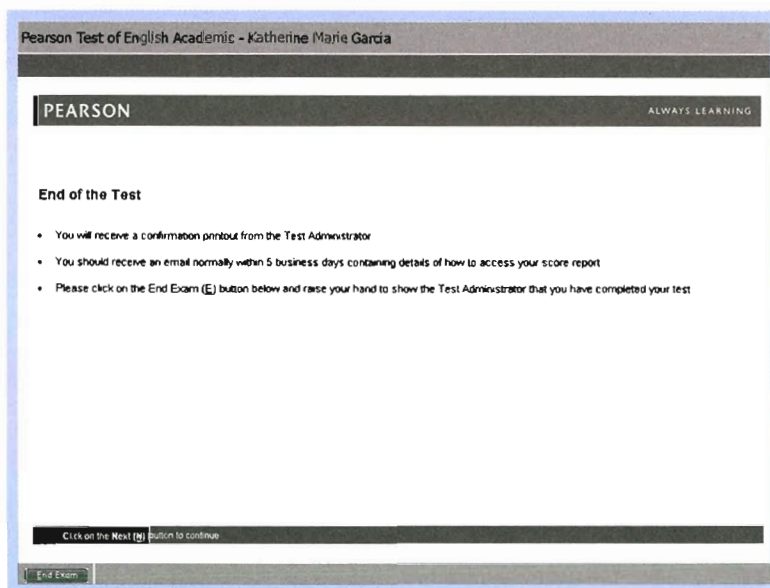 Pearson Test of English Academic - Katherine Marie Garcia
PEARSON
ALWAYS LEARNING
End of the Test
• You will receive a confirmation printout from the Test Administrator
• You should receive an email normally within 5 business days containing details of how to access your score report
• Please click on the End Exam (E) button below and raise your hand to show the Test Administrator that you have completed your test
Click on the Next (N) button to continue
End Exam